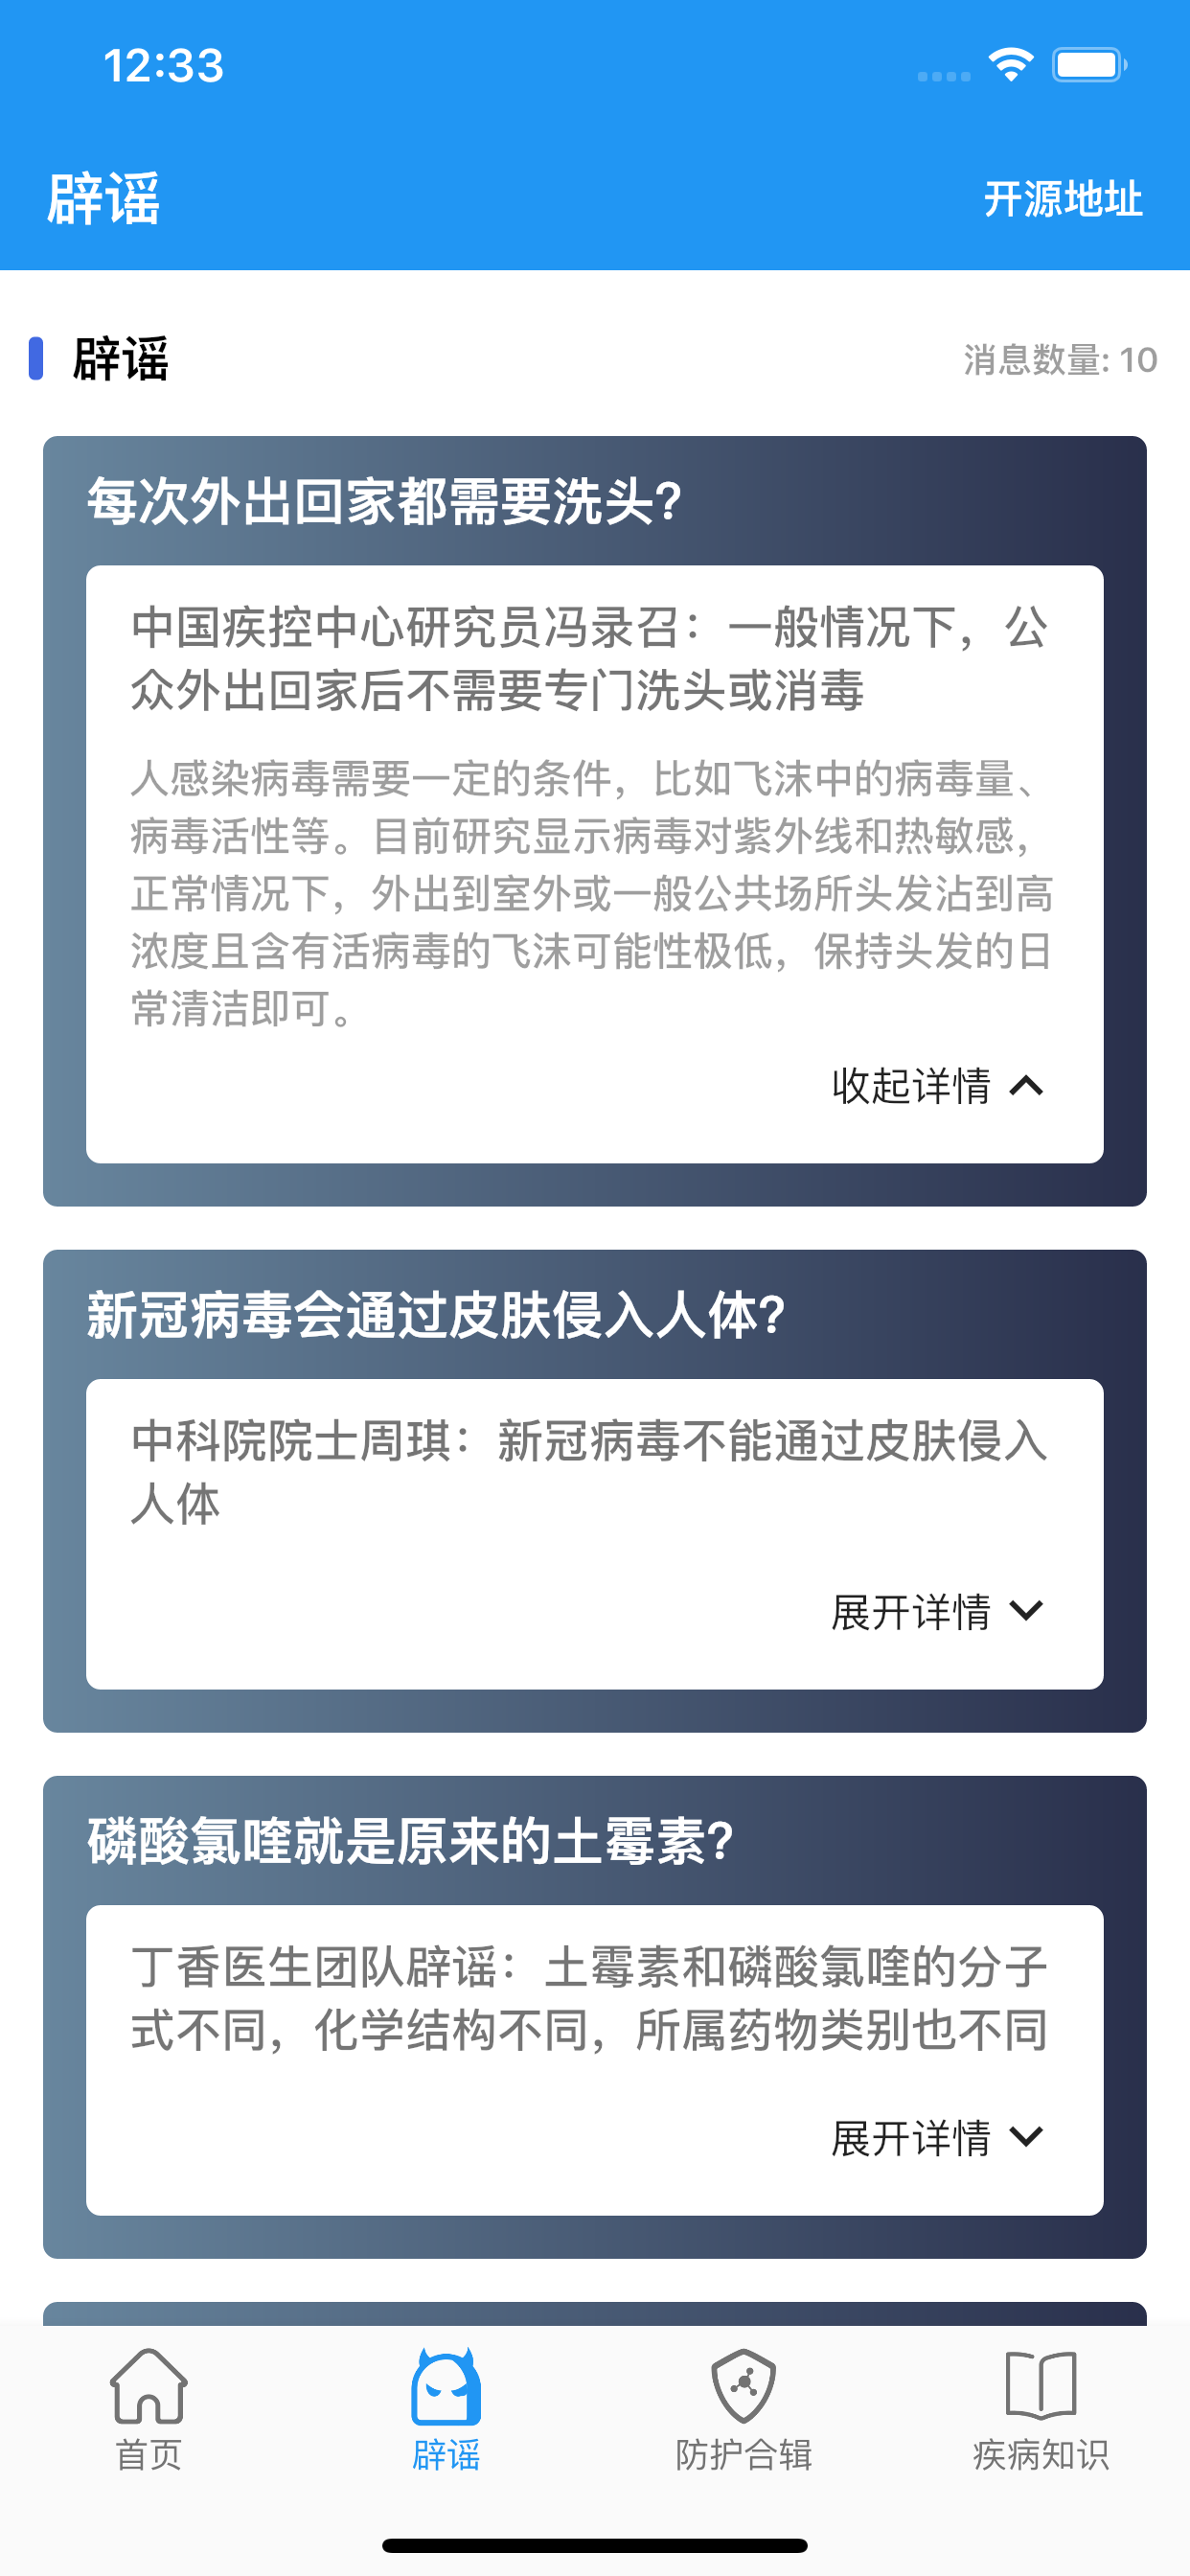 12:33
辟谣
开源地址
辟谣
消息数量: 10
每次外出回家都需要洗头?
中国疾控中心研究员冯录召：一般情况下，公
众外出回家后不需要专门洗头或消毒
人感染病毒需要一定的条件，比如飞沫中的病毒量、
病毒活性等。目前研究显示病毒对紫外线和热敏感，
正常情况下，外出到室外或一般公共场所头发沾到高
浓度且含有活病毒的飞沫可能性极低，保持头发的日
常清洁即可。
收起详情
新冠病毒会通过皮肤侵入人体?
中科院院士周琪：新冠病毒不能通过皮肤侵入
人体
展开详情
磷酸氯喹就是原来的土霉素?
丁香医生团队辟谣：土霉素和磷酸氯喹的分子
式不同，化学结构不同，所属药物类别也不同
展开详情
首页
辟谣
防护合辑
疾病知识